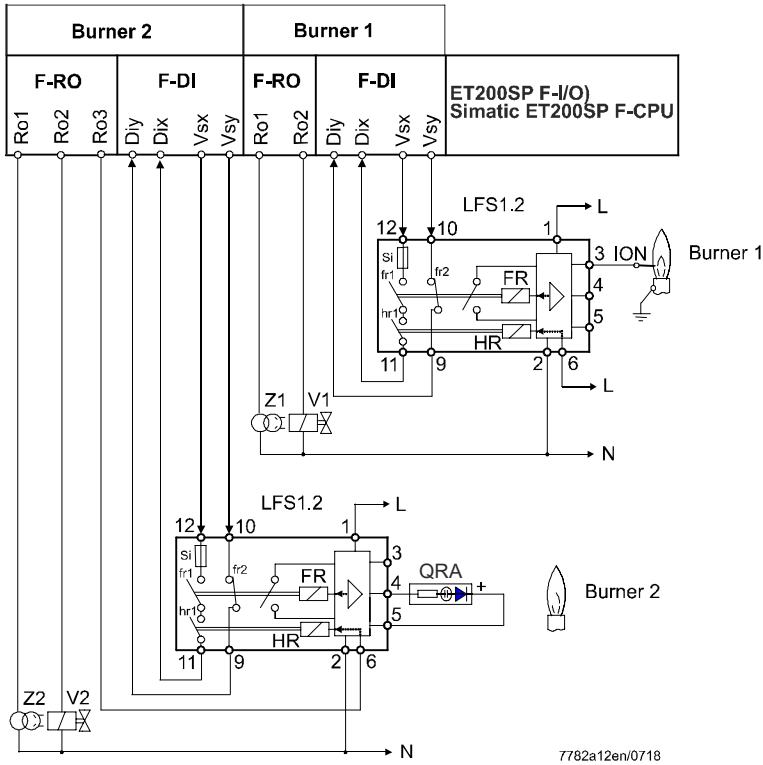 Burner 2 Burner 1
F-RO F-DI F-RO F-DI
ET200SP F-I/O)
Simatic ET200SP F-CPU
Ro1 Ro2 Ro3 Diy Dix Vsx Vsy Ro1 Ro2 Diy Dix Vsx Vsy
LFS1.2 L
12 10 1
Si
fr1 fr2 FR
hr1
HR
3 ION
4
5
Burner 1
11 9 2 6
L
Z1 V1
N
LFS1.2 L
12 10 1
Si
fr1 fr2 FR
hr1
HR
3
4 QRA +
5
Burner 2
11 9 2 6
Z2 V2
N
7782a12en/0718